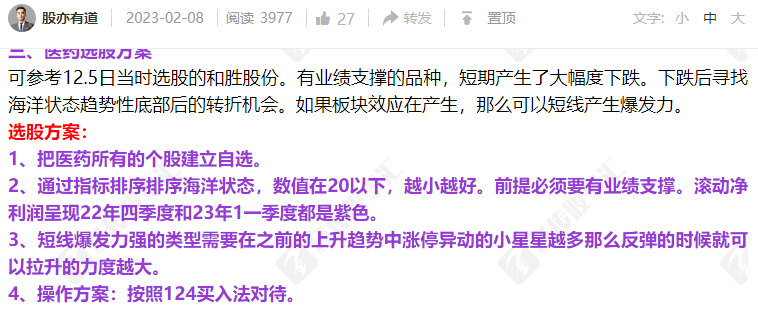 股亦有道 2023-02-08 阅读 3977 27 转发 置顶 文字: 小 中 大
三、医药选股方案
可参考12.5日当时选股的和胜股份。有业绩支撑的品种，短期产生了大幅度下跌。下跌后寻找
海洋状态趋势性底部后的转折机会。如果板块效应在产生，那么可以短线产生爆发力。
选股方案：
1、把医药所有的个股建立自选。
2、通过指标排序排序海洋状态，数值在20以下，越小越好。前提必须要有业绩支撑。滚动净
利润呈现22年四季度和23年1一季度都是紫色。
3、短线爆发力强的类型需要在之前的上升趋势中涨停异动的小星星越多那么反弹的时候就可
以拉升的力度越大。
4、操作方案：按照124买入法对待。